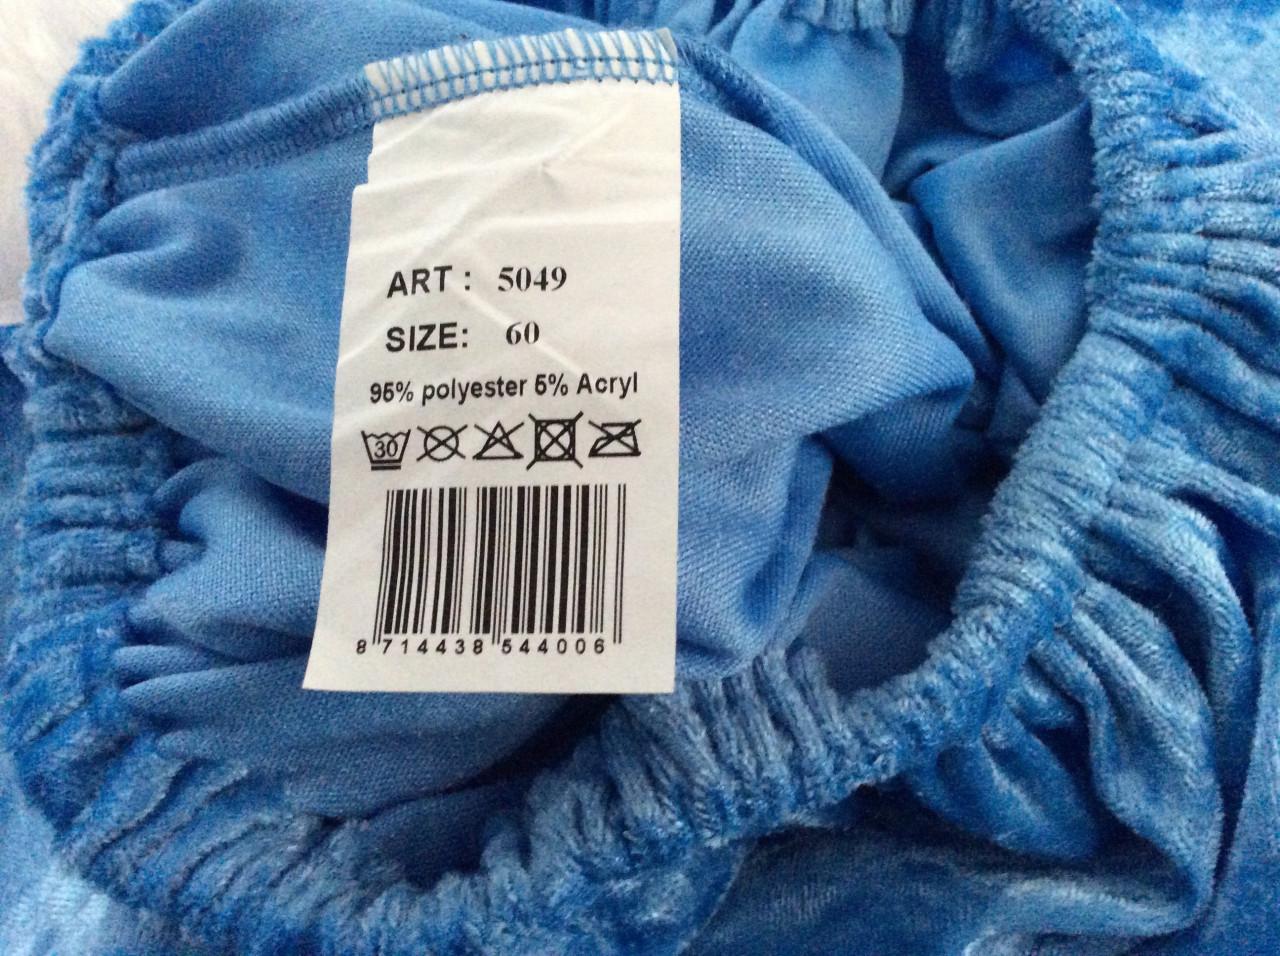 ART : 5049
SIZE: 60
95% polyester 5% Acryl
30
8 714438 544006